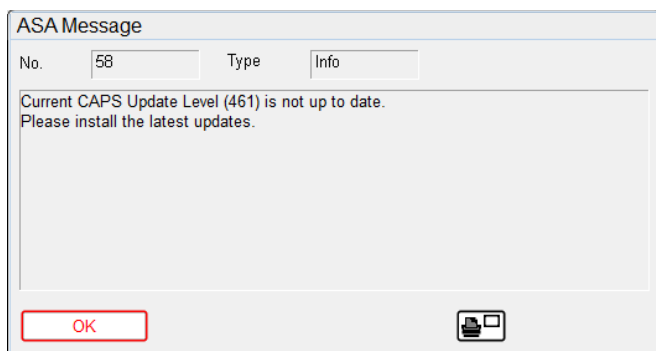 ASA Message
No. 58 Type Info
Current CAPS Update Level (461) is not up to date.
Please install the latest updates.
OK